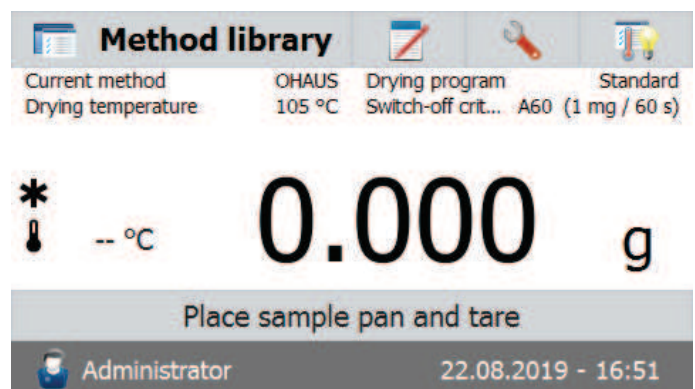 Method library
Current method OHAUS Drying program Standard
Drying temperature 105 °C Switch-off crit... A60 (1 mg / 60 s)
* -- °C 0.000 g
Place sample pan and tare
Administrator 22.08.2019 - 16:51